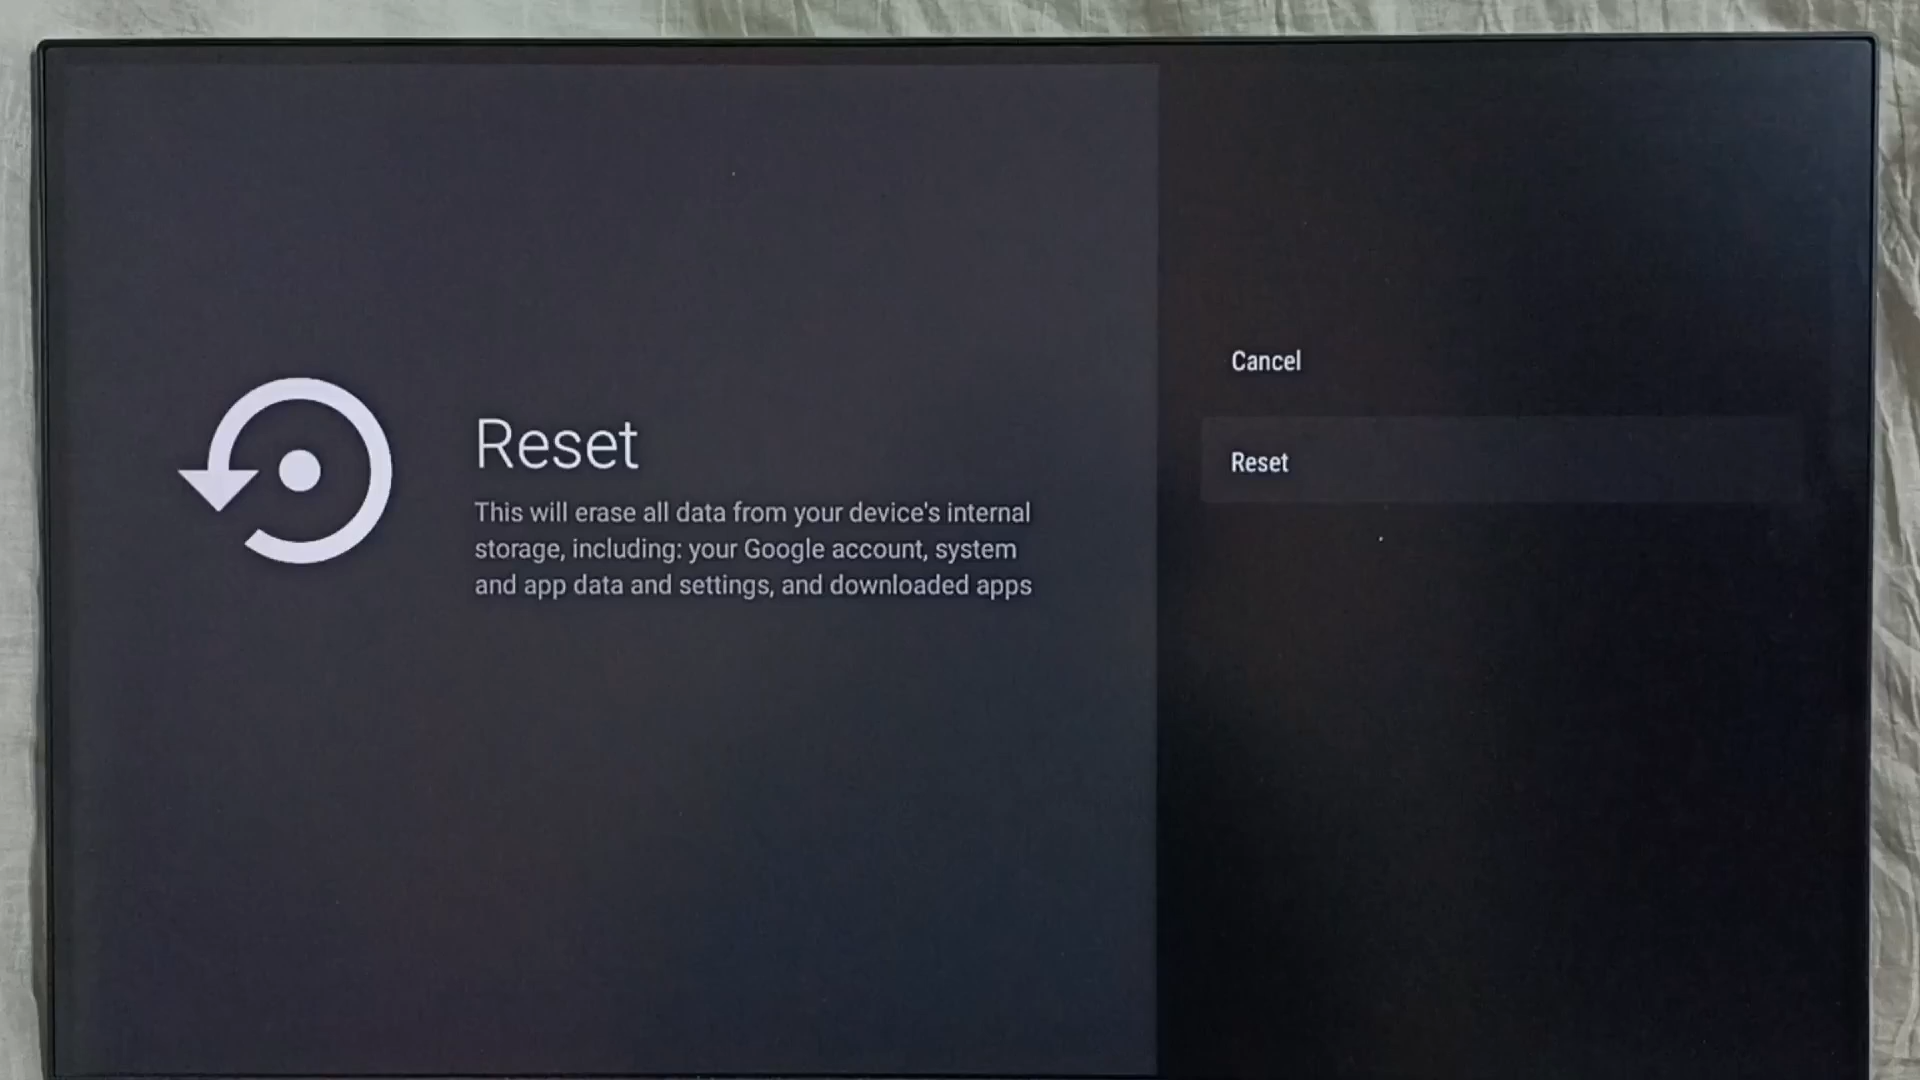 Reset
This will erase all data from your device's internal
storage, including: your Google account, system
and app data and settings, and downloaded apps
Cancel
Reset